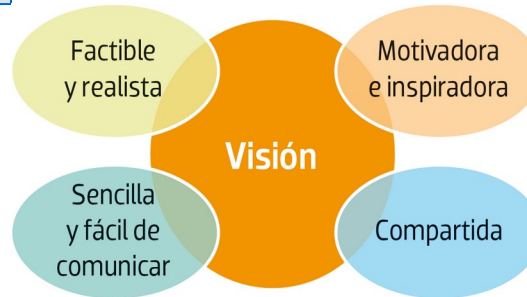 Factible
y realista
Motivadora
e inspiradora
Visión
Sencilla
y fácil de
comunicar
Compartida